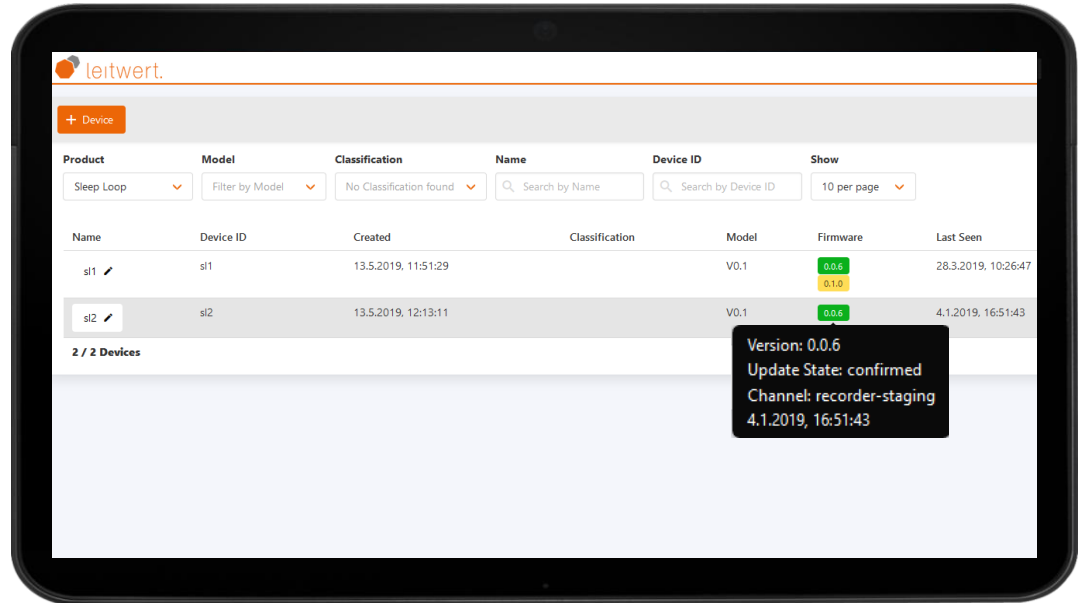 leitwert.
+ Device
Product Model Classification Name Device ID Show
Sleep Loop Filter by Model No Classification found Search by Name Search by Device ID 10 per page
Name Device ID Created Classification Model Firmware Last Seen
sl1 sl1 13.5.2019, 11:51:29 V0.1 0.0.6 28.3.2019, 10:26:47
0.1.0
sl2 sl2 13.5.2019, 12:13:11 V0.1 0.0.6 4.1.2019, 16:51:43
2 / 2 Devices
Version: 0.0.6
Update State: confirmed
Channel: recorder-staging
4.1.2019, 16:51:43